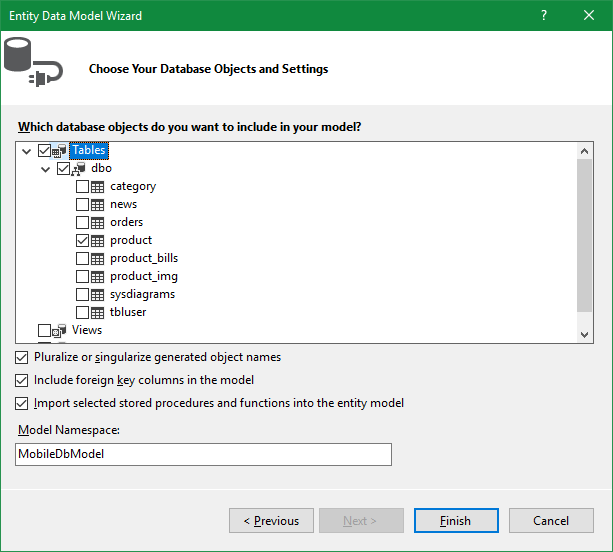 Entity Data Model Wizard
Choose Your Database Objects and Settings
Which database objects do you want to include in your model?
Tables
dbo
category
news
orders
product
product_bills
product_img
sysdiagrams
tbluser
Views
Pluralize or singularize generated object names
Include foreign key columns in the model
Import selected stored procedures and functions into the entity model
Model Namespace:
MobileDbModel
< Previous Next > Finish Cancel